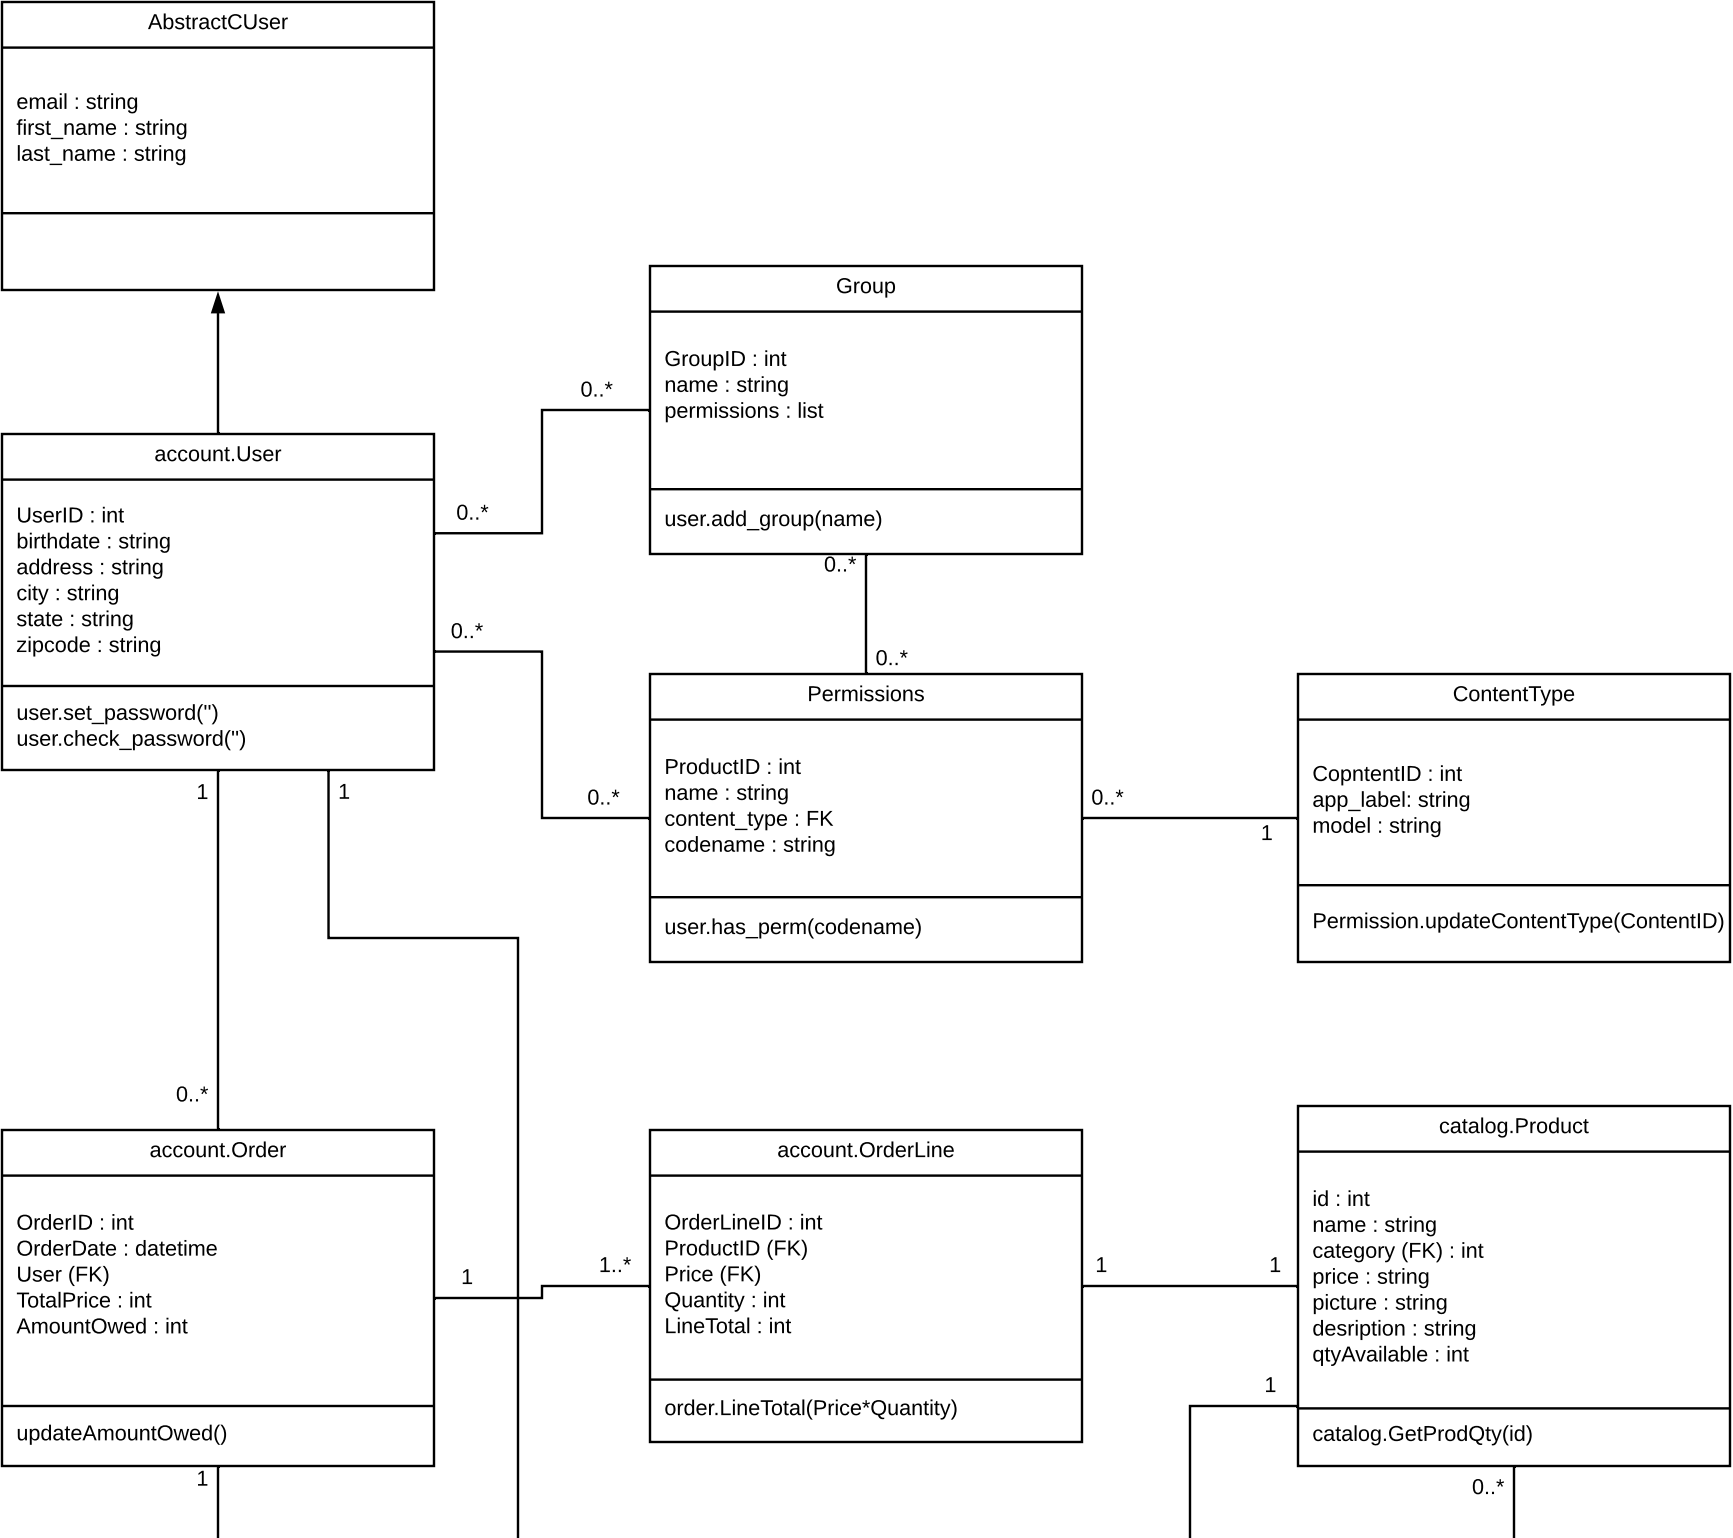 AbstractCUser
email : string
first_name : string
last_name : string
Group
GroupID : int
name : string
permissions : list
user.add_group(name)
0..*
0..*
0..*
0..*
account.User
UserID : int
birthdate : string
address : string
city : string
state : string
zipcode : string
user.set_password('')
user.check_password('')
0..*
0..*
1
1
Permissions
ProductID : int
name : string
content_type : FK
codename : string
user.has_perm(codename)
0..*
1
ContentType
CopntentID : int
app_label: string
model : string
Permission.updateContentType(ContentID)
0..*
account.Order
OrderID : int
OrderDate : datetime
User (FK)
TotalPrice : int
AmountOwed : int
updateAmountOwed()
1
1
1..*
account.OrderLine
OrderLineID : int
ProductID (FK)
Price (FK)
Quantity : int
LineTotal : int
order.LineTotal(Price*Quantity)
1
1
catalog.Product
id : int
name : string
category (FK) : int
price : string
picture : string
desription : string
qtyAvailable : int
catalog.GetProdQty(id)
1
0..*